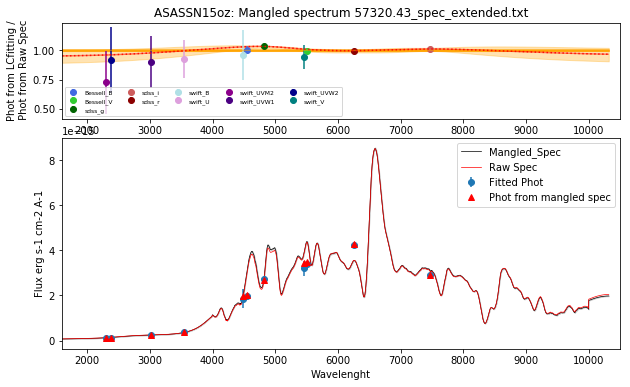 ASASSN15oz: Mangled spectrum 57320.43_spec_extended.txt
Phot from LCfitting /
Phot from Raw Spec
1.00
0.75
0.50
Bessell_B
Bessell_V
sdss_g
sdss_i
sdss_r
swift_B
swift_U
swift_UVM2
swift_UVW1
swift_UVW2
swift_V
2000 3000 4000 5000 6000 7000 8000 9000 10000
1e−15
Flux erg s-1 cm-2 A-1
8
6
4
2
0
Mangled_Spec
Raw Spec
Fitted Phot
Phot from mangled spec
2000 3000 4000 5000 6000 7000 8000 9000 10000
Wavelenght